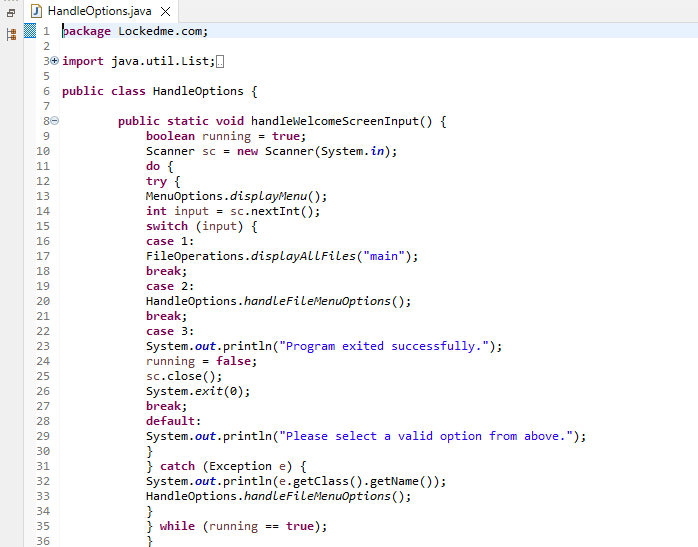 HandleOptions.java
1 package Lockedme.com;
2
3 import java.util.List;
5
6 public class HandleOptions {
7
8 public static void handleWelcomeScreenInput() {
9 boolean running = true;
10 Scanner sc = new Scanner(System.in);
11 do {
12 try {
13 MenuOptions.displayMenu();
14 int input = sc.nextInt();
15 switch (input) {
16 case 1:
17 FileOperations.displayAllFiles("main");
18 break;
19 case 2:
20 HandleOptions.handleFileMenuOptions();
21 break;
22 case 3:
23 System.out.println("Program exited successfully.");
24 running = false;
25 sc.close();
26 System.exit(0);
27 break;
28 default:
29 System.out.println("Please select a valid option from above.");
30 }
31 } catch (Exception e) {
32 System.out.println(e.getClass().getName());
33 HandleOptions.handleFileMenuOptions();
34 }
35 } while (running == true);
36 }